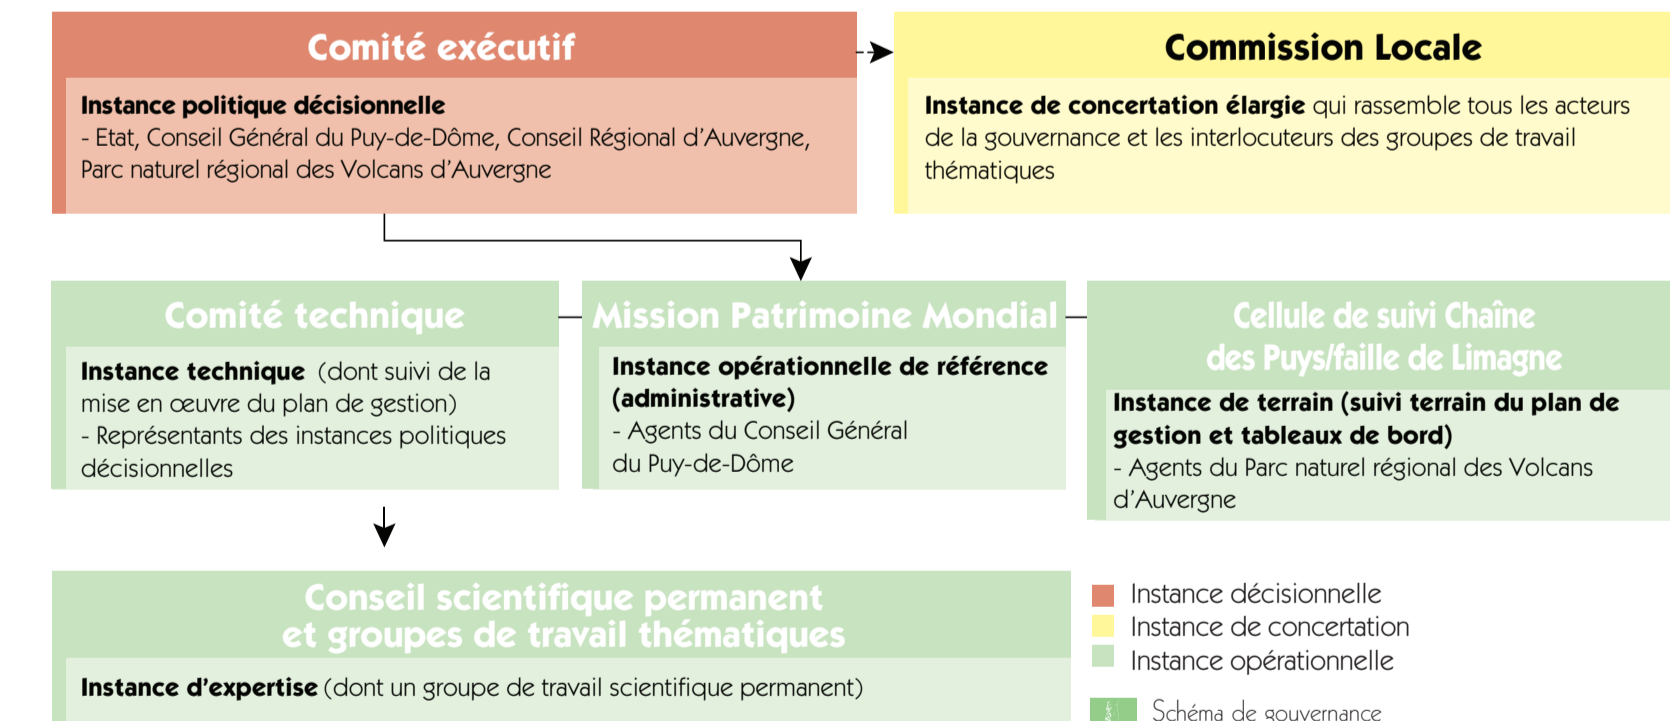 Comité exécutif
Instance politique décisionnelle
- Etat, Conseil Général du Puy-de-Dôme, Conseil Régional d'Auvergne,
Parc naturel régional des Volcans d'Auvergne
Commission Locale
Instance de concertation élargie qui rassemble tous les acteurs
de la gouvernance et les interlocuteurs des groupes de travail
thématiques
Comité technique
Instance technique (dont suivi de la
mise en œuvre du plan de gestion)
- Représentants des instances politiques
décisionnelles
Mission Patrimoine Mondial
Instance opérationnelle de référence
(administrative)
- Agents du Conseil Général
du Puy-de-Dôme
Cellule de suivi Chaîne
des Puys/faille de Limagne
Instance de terrain (suivi terrain du plan de
gestion et tableaux de bord)
- Agents du Parc naturel régional des Volcans
d'Auvergne
Conseil scientifique permanent
et groupes de travail thématiques
Instance d'expertise (dont un groupe de travail scientifique permanent)
Instance décisionnelle
Instance de concertation
Instance opérationnelle
Schéma de gouvernance